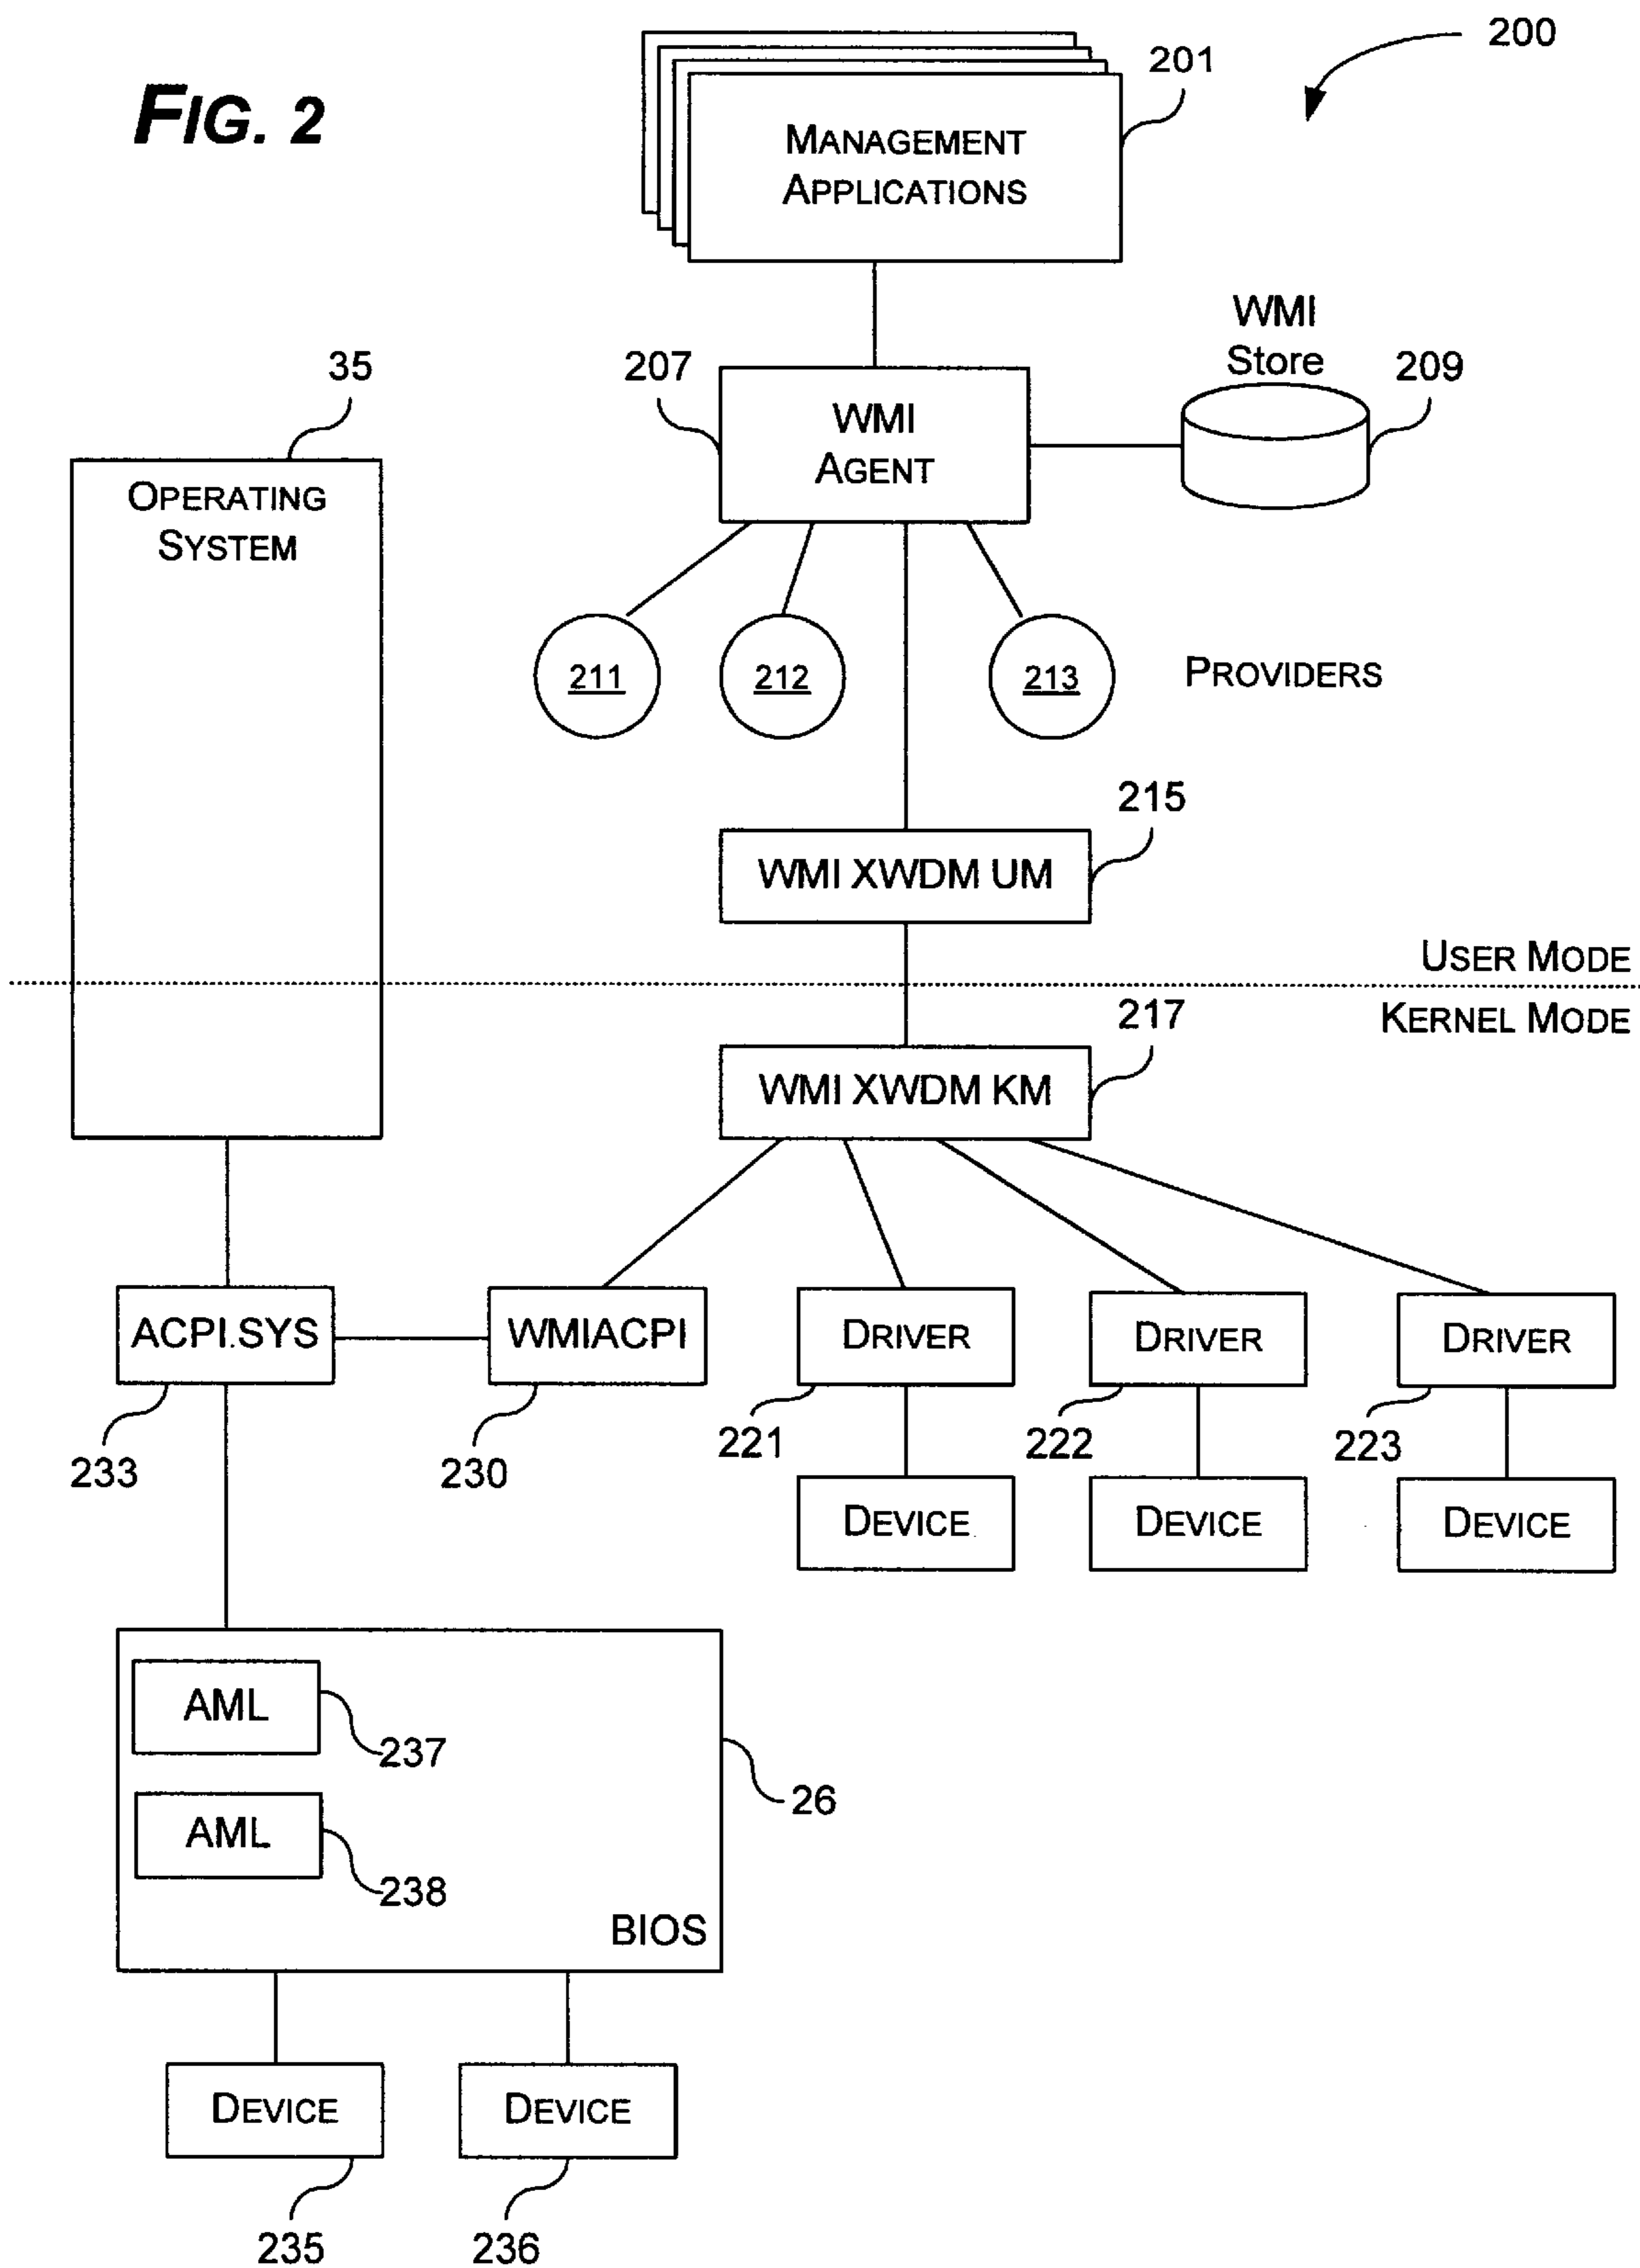 FIG. 2
200
201
MANAGEMENT
APPLICATIONS
WMI
Store
35
207
209
WMI
AGENT
OPERATING
SYSTEM
211
212
213
PROVIDERS
215
WMI XWDM UM
USER MODE
217
KERNEL MODE
WMI XWDM KM
ACPI.SYS
WMIACPI
DRIVER
DRIVER
DRIVER
233
230
221
222
223
DEVICE
DEVICE
DEVICE
AML
237
26
AML
238
BIOS
DEVICE
DEVICE
235
236